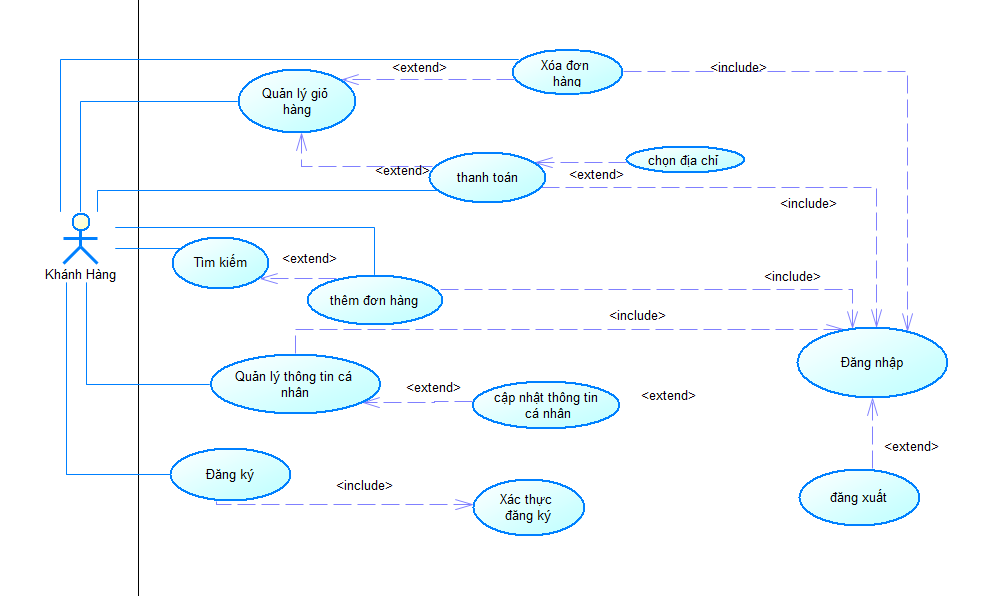 <extend>
Xóa đơn
hàng
<include>
Quản lý giỏ
hàng
<extend>
thanh toán
<extend>
chọn địa chỉ
<include>
Khánh Hàng
Tìm kiếm
<extend>
thêm đơn hàng
<include>
<include>
Đăng nhập
Quản lý thông tin cá
nhân
<extend>
cập nhật thông tin
cá nhân
<extend>
<extend>
Đăng ký
<include>
Xác thực
đăng ký
đăng xuất